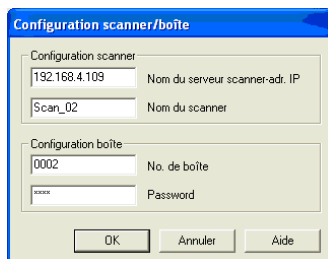 Configuration scanner/boîte
Configuration scanner
192.168.4.109 Nom du serveur scanner-adr. IP
Scan_02 Nom du scanner
Configuration boîte
0002 No. de boîte
**** Password
OK Annuler Aide